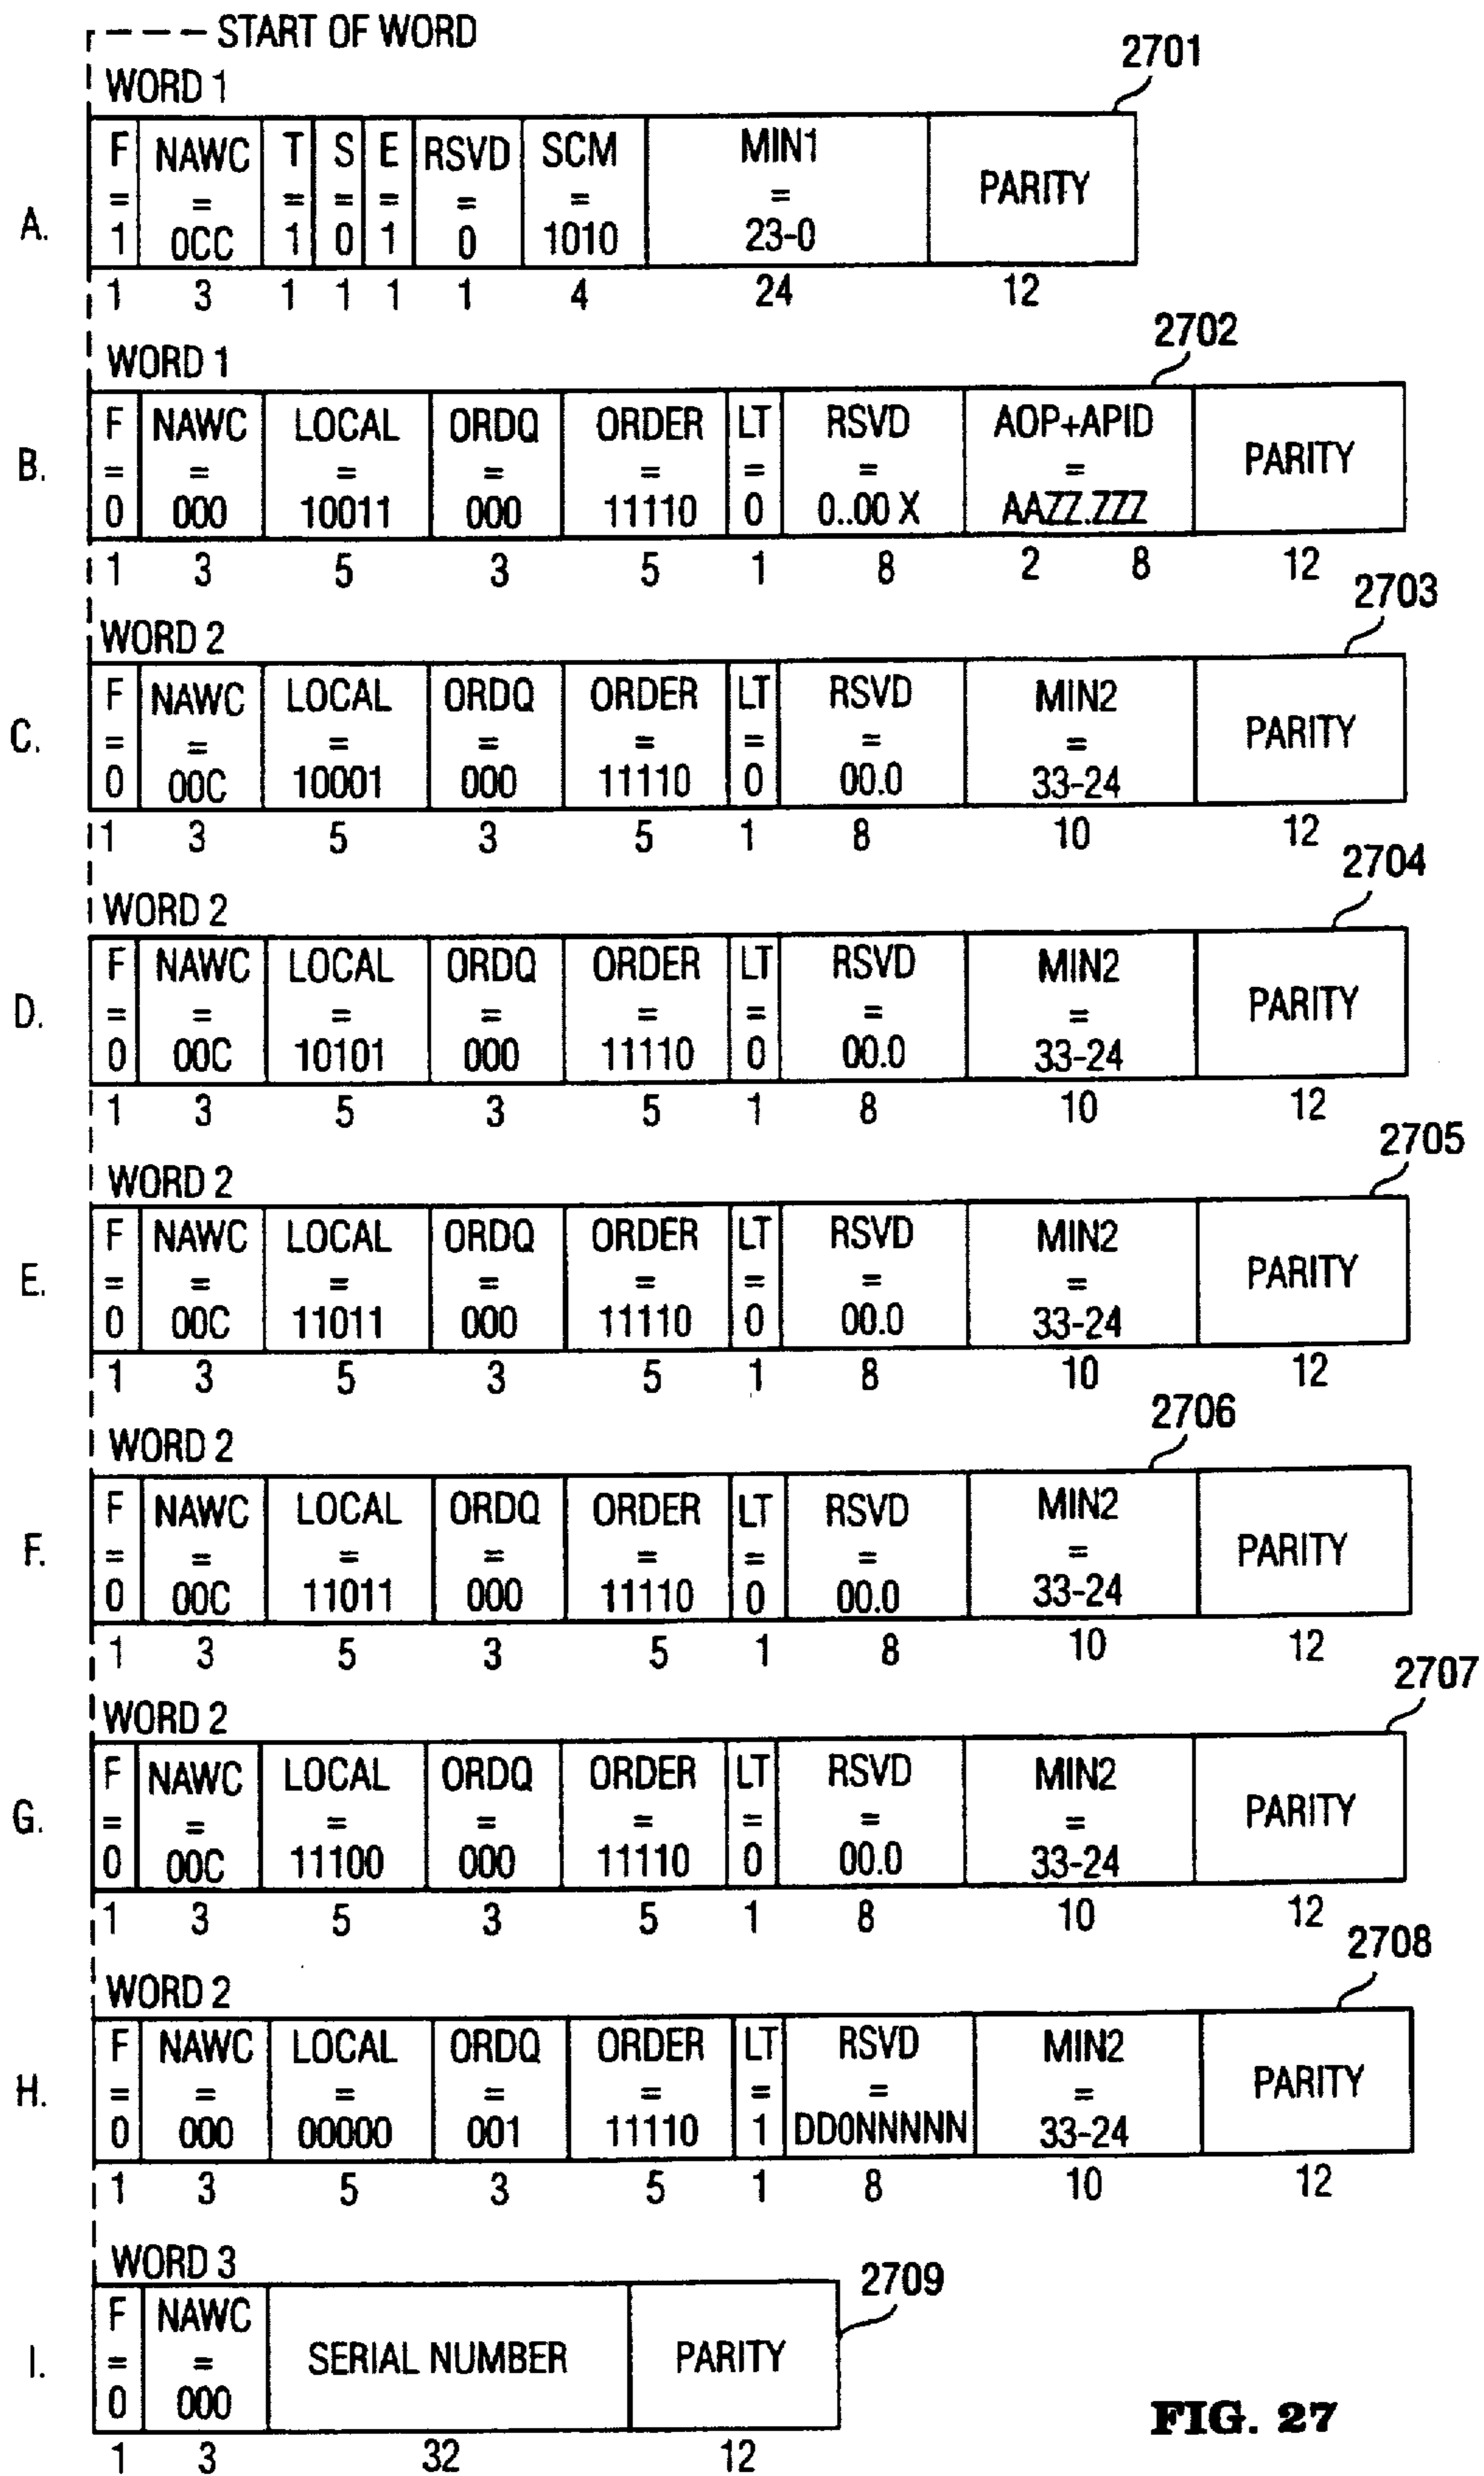 START OF WORD
WORD 1
2701
F NAWC T S E RSVD SCM MIN1 PARITY
= = = = = = = =
A. 1 0CC 1 0 1 0 1010 23-0
1 3 1 1 1 1 4 24 12
WORD 1
2702
F NAWC LOCAL ORDQ ORDER LT RSVD AOP+APID PARITY
B. = = = = = = = =
0 000 10011 000 11110 0 0..00 X AAZZ.ZZZ
1 3 5 3 5 1 8 2 8 12
WORD 2
2703
F NAWC LOCAL ORDQ ORDER LT RSVD MIN2 PARITY
C. = = = = = = = =
0 00C 10001 000 11110 0 00.0 33-24
1 3 5 3 5 1 8 10 12
WORD 2
2704
F NAWC LOCAL ORDQ ORDER LT RSVD MIN2 PARITY
D. = = = = = = = =
0 00C 10101 000 11110 0 00.0 33-24
1 3 5 3 5 1 8 10 12
WORD 2
2705
F NAWC LOCAL ORDQ ORDER LT RSVD MIN2 PARITY
E. = = = = = = = =
0 00C 11011 000 11110 0 00.0 33-24
1 3 5 3 5 1 8 10 12
WORD 2
2706
F NAWC LOCAL ORDQ ORDER LT RSVD MIN2 PARITY
F. = = = = = = = =
0 00C 11011 000 11110 0 00.0 33-24
1 3 5 3 5 1 8 10 12
WORD 2
2707
F NAWC LOCAL ORDQ ORDER LT RSVD MIN2 PARITY
G. = = = = = = = =
0 00C 11100 000 11110 0 00.0 33-24
1 3 5 3 5 1 8 10 12
WORD 2
2708
F NAWC LOCAL ORDQ ORDER LT RSVD MIN2 PARITY
H. = = = = = = = =
0 000 00000 001 11110 1 DD0NNNNN 33-24
1 3 5 3 5 1 8 10 12
WORD 3
2709
F NAWC SERIAL NUMBER PARITY
I. = =
0 000
1 3 32 12
FIG. 27